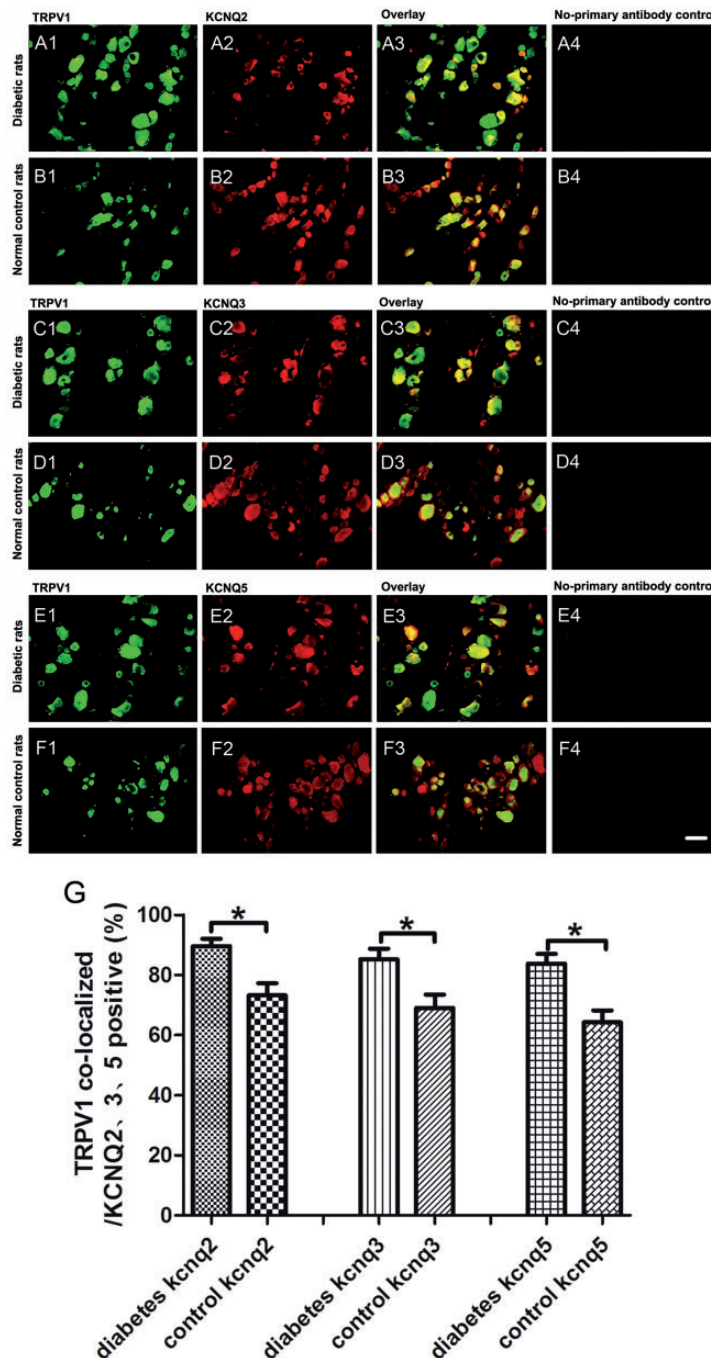 TRPV1 KCNQ2 Overlay No-primary antibody control
Diabetic rats
A1 A2 A3 A4
Normal control rats
B1 B2 B3 B4
TRPV1 KCNQ3 Overlay No-primary antibody control
Diabetic rats
C1 C2 C3 C4
Normal control rats
D1 D2 D3 D4
TRPV1 KCNQ5 Overlay No-primary antibody control
Diabetic rats
E1 E2 E3 E4
Normal control rats
F1 F2 F3 F4
G
TRPV1 co-localized
/KCNQ2、3、5 positive (%)
100
80
60
40
20
0
* * *
diabetes kcnq2
control kcnq2
diabetes kcnq3
control kcnq3
diabetes kcnq5
control kcnq5